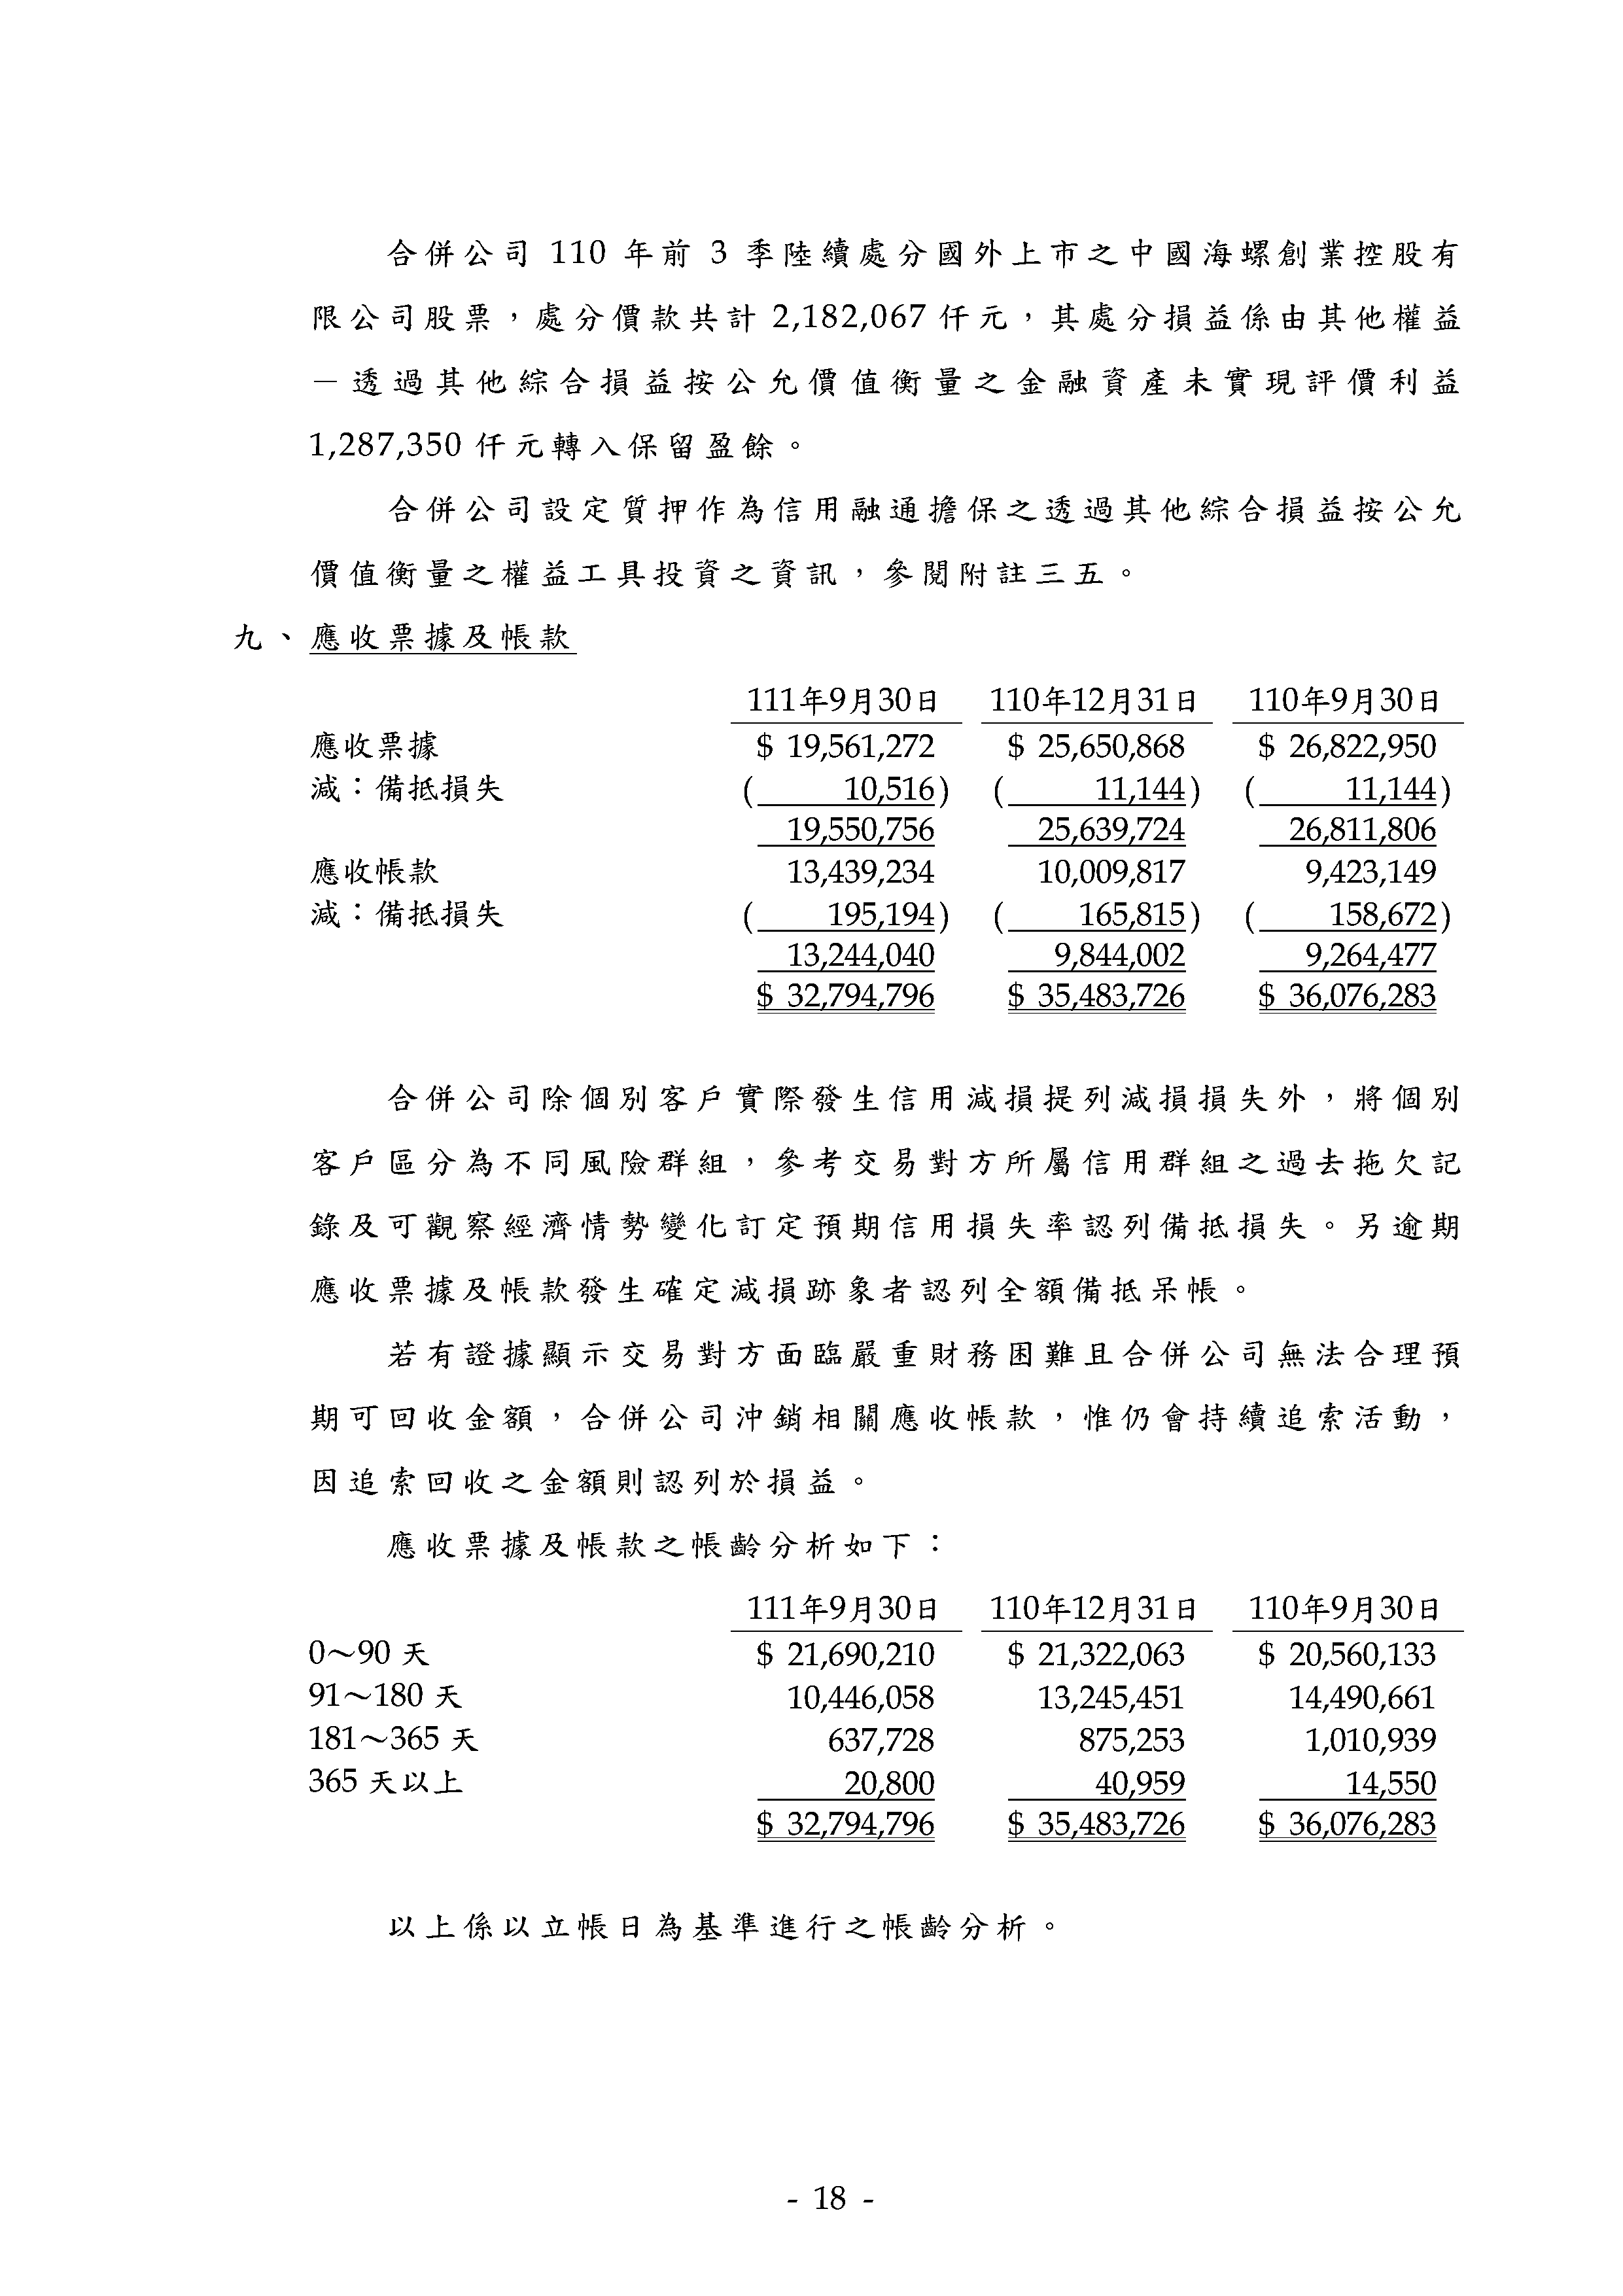 合併公司 110 年前 3 季陸續處分國外上市之中國海螺創業控股有
限公司股票，處分價款共計 2,182,067 仟元，其處分損益係由其他權益
－透過其他綜合損益按公允價值衡量之金融資產未實現評價利益
1,287,350 仟元轉入保留盈餘。
合併公司設定質押作為信用融通擔保之透過其他綜合損益按公允
價值衡量之權益工具投資之資訊，參閱附註三五。
九、應收票據及帳款
111年9月30日 110年12月31日 110年9月30日
應收票據 $ 19,561,272 $ 25,650,868 $ 26,822,950
減：備抵損失 ( 10,516) ( 11,144) ( 11,144)
19,550,756 25,639,724 26,811,806
應收帳款 13,439,234 10,009,817 9,423,149
減：備抵損失 ( 195,194) ( 165,815) ( 158,672)
13,244,040 9,844,002 9,264,477
$ 32,794,796 $ 35,483,726 $ 36,076,283
合併公司除個別客戶實際發生信用減損提列減損損失外，將個別
客戶區分為不同風險群組，參考交易對方所屬信用群組之過去拖欠記
錄及可觀察經濟情勢變化訂定預期信用損失率認列備抵損失。另逾期
應收票據及帳款發生確定減損跡象者認列全額備抵呆帳。
若有證據顯示交易對方面臨嚴重財務困難且合併公司無法合理預
期可回收金額，合併公司沖銷相關應收帳款，惟仍會持續追索活動，
因追索回收之金額則認列於損益。
應收票據及帳款之帳齡分析如下：
111年9月30日 110年12月31日 110年9月30日
0～90 天 $ 21,690,210 $ 21,322,063 $ 20,560,133
91～180 天 10,446,058 13,245,451 14,490,661
181～365 天 637,728 875,253 1,010,939
365 天以上 20,800 40,959 14,550
$ 32,794,796 $ 35,483,726 $ 36,076,283
以上係以立帳日為基準進行之帳齡分析。
- 18 -